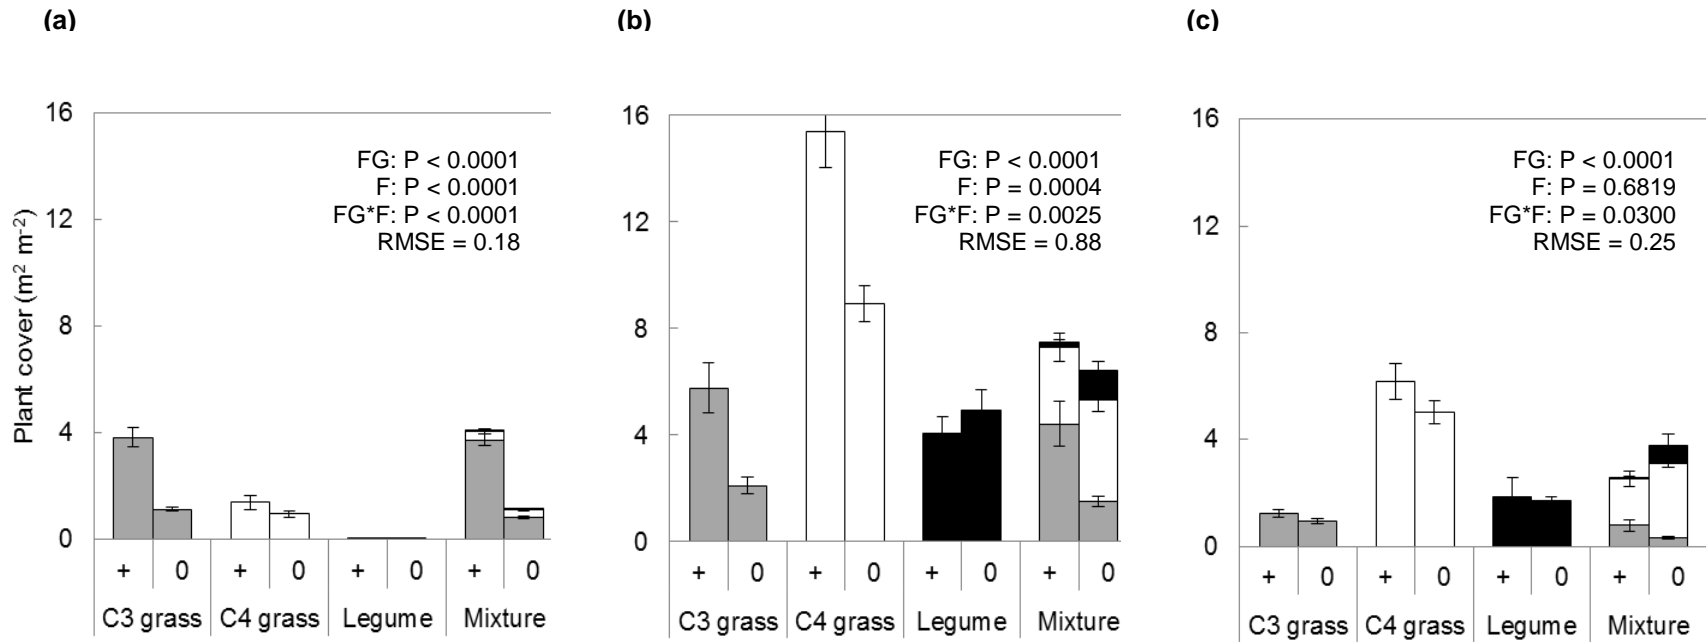 (a)
Plant cover (m² m⁻²)
16
12
8
4
0
FG: P < 0.0001
F: P < 0.0001
FG*F: P < 0.0001
RMSE = 0.18
+ 0 + 0 + 0 + 0
C3 grass C4 grass Legume Mixture
(b)
16
12
8
4
0
FG: P < 0.0001
F: P = 0.0004
FG*F: P = 0.0025
RMSE = 0.88
+ 0 + 0 + 0 + 0
C3 grass C4 grass Legume Mixture
(c)
16
12
8
4
0
FG: P < 0.0001
F: P = 0.6819
FG*F: P = 0.0300
RMSE = 0.25
+ 0 + 0 + 0 + 0
C3 grass C4 grass Legume Mixture